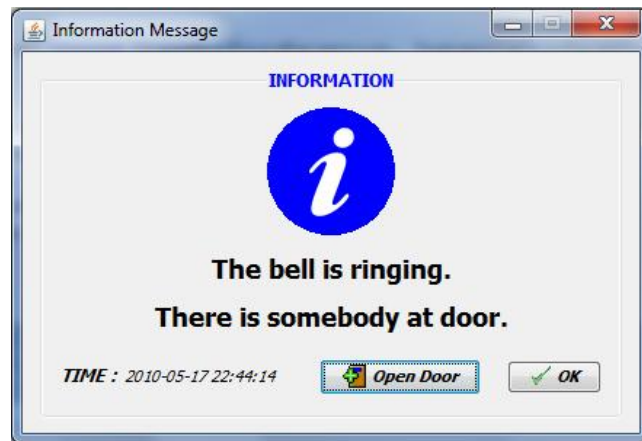 Information Message
INFORMATION
i
The bell is ringing.
There is somebody at door.
TIME : 2010-05-17 22:44:14 Open Door OK